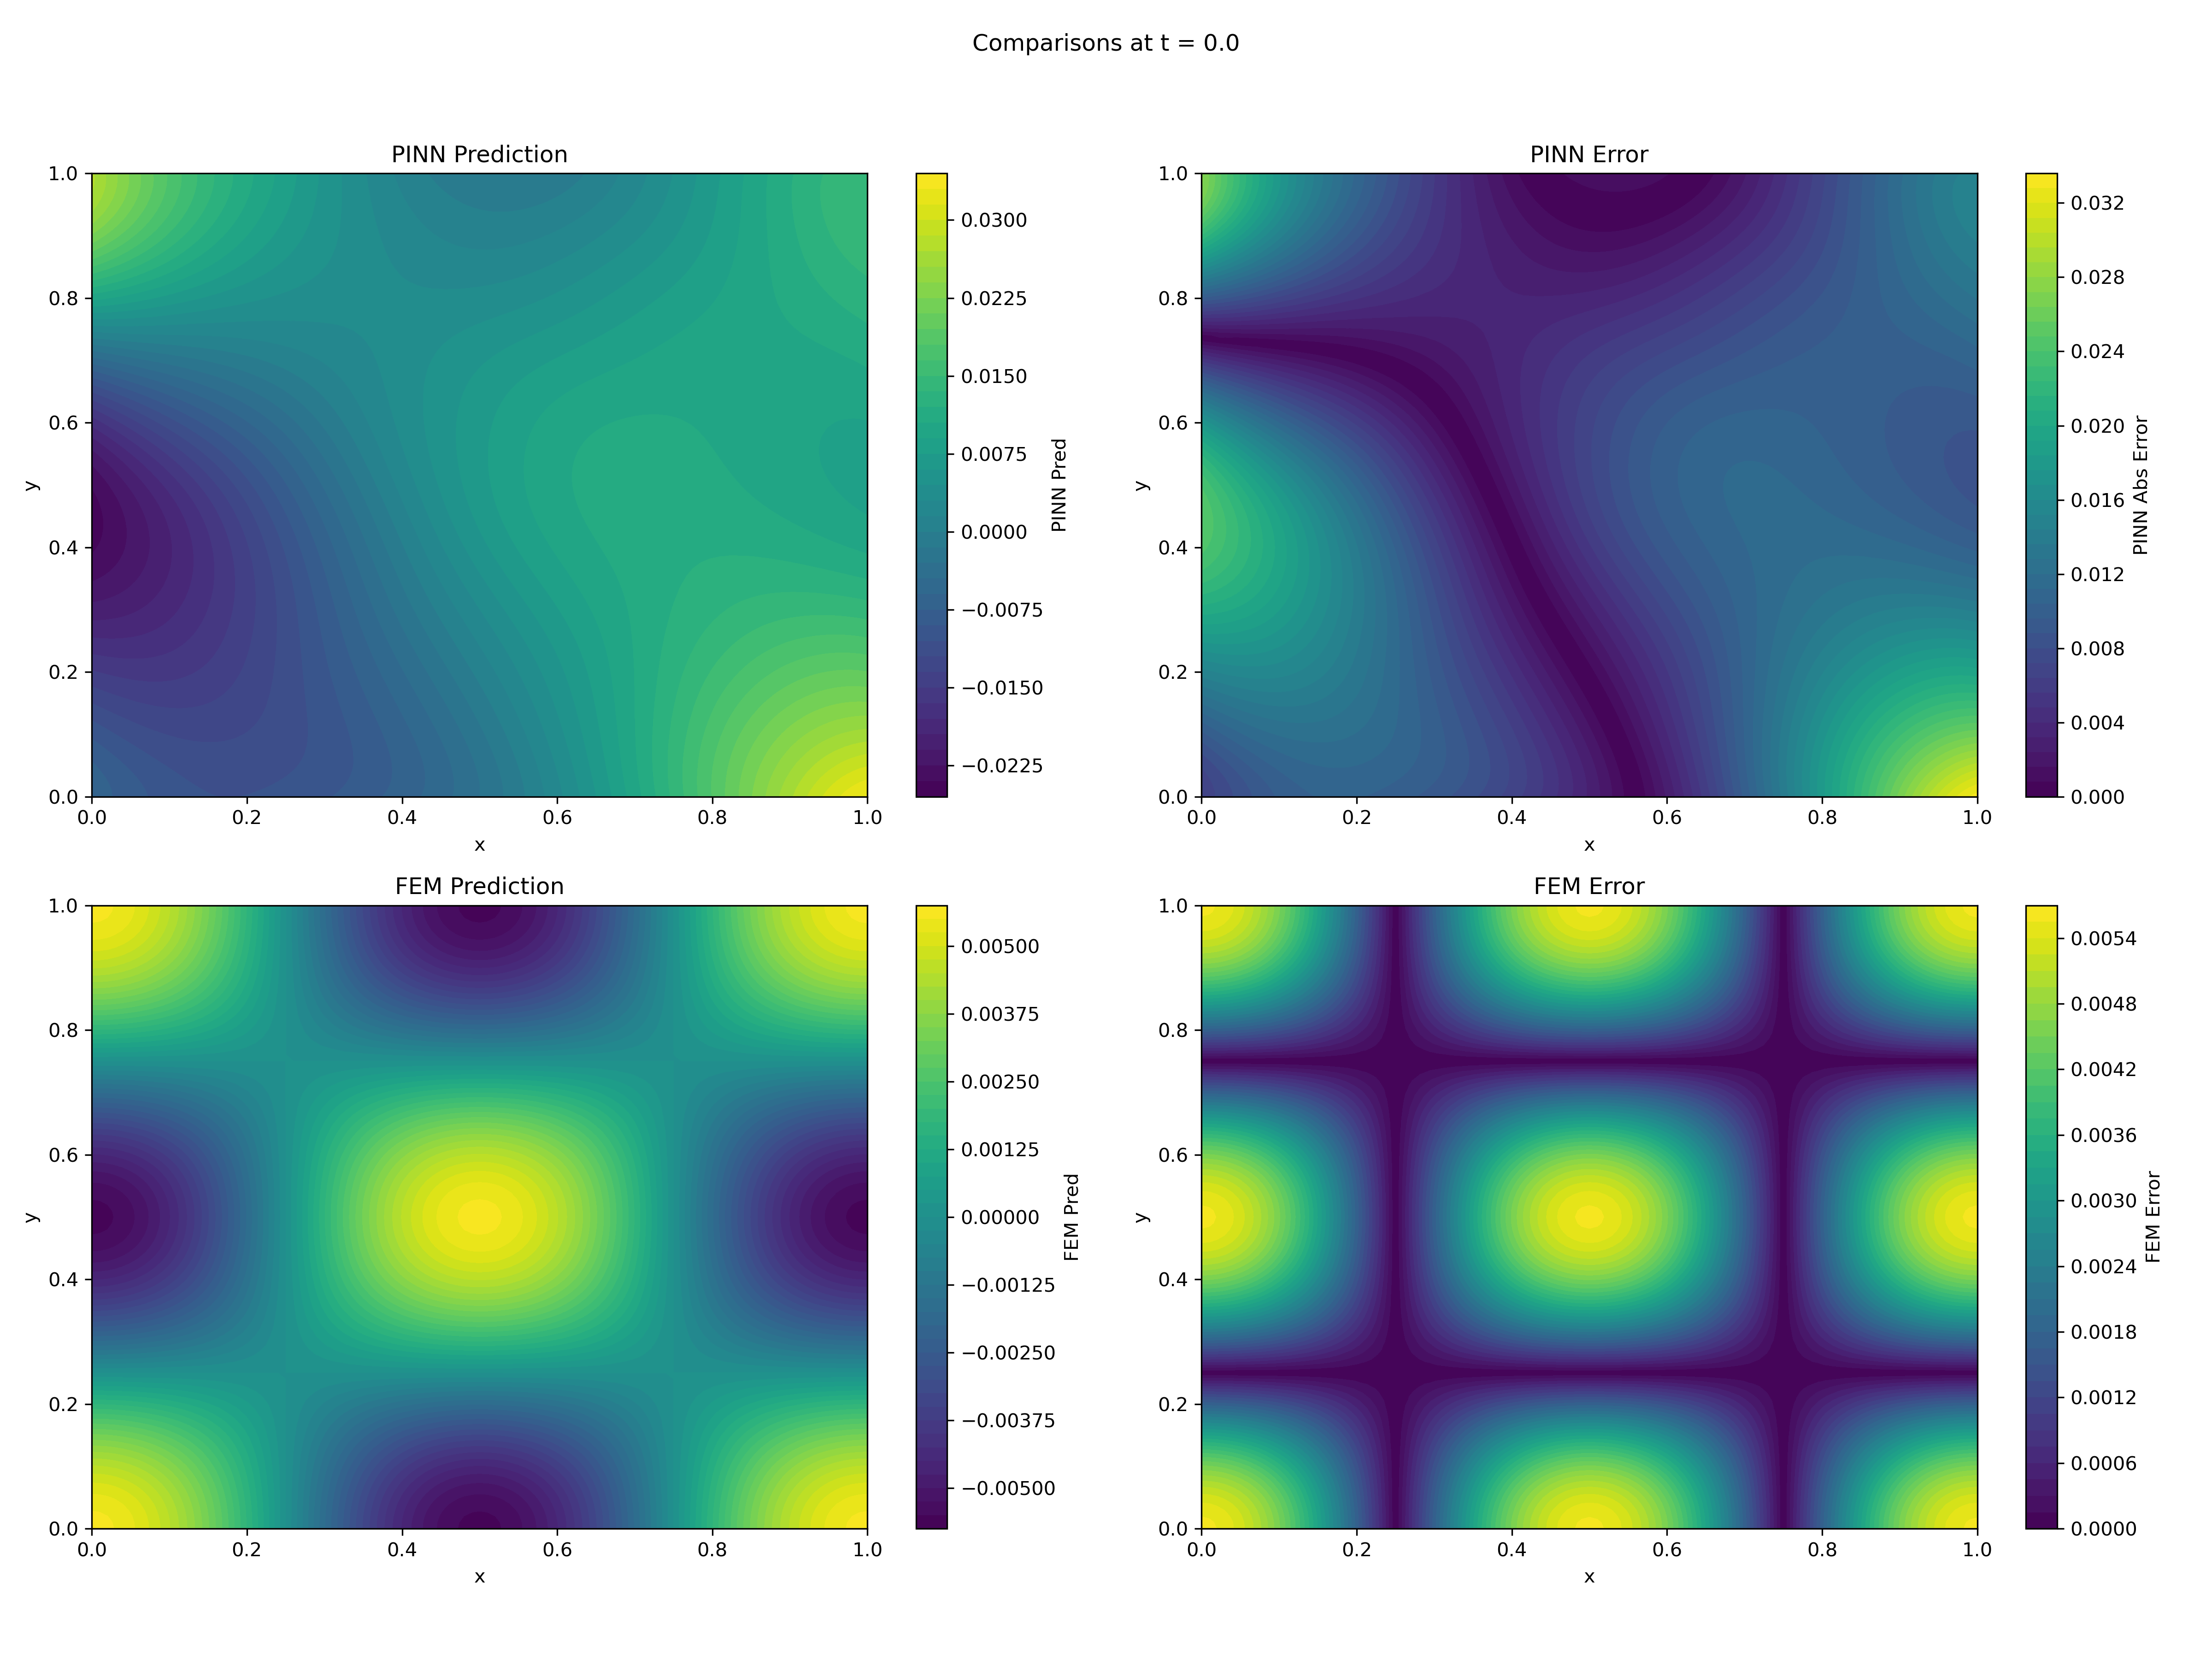 Comparisons at t = 0.0
PINN Prediction
1.0
0.8
0.6
0.4
0.2
0.0
y
0.0 0.2 0.4 0.6 0.8 1.0
x
0.0300
0.0225
0.0150
0.0075
0.0000
−0.0075
−0.0150
−0.0225
PINN Pred
PINN Error
1.0
0.8
0.6
0.4
0.2
0.0
y
0.0 0.2 0.4 0.6 0.8 1.0
x
0.032
0.028
0.024
0.020
0.016
0.012
0.008
0.004
0.000
PINN Abs Error
FEM Prediction
1.0
0.8
0.6
0.4
0.2
0.0
y
0.0 0.2 0.4 0.6 0.8 1.0
x
0.00500
0.00375
0.00250
0.00125
0.00000
−0.00125
−0.00250
−0.00375
−0.00500
FEM Pred
FEM Error
1.0
0.8
0.6
0.4
0.2
0.0
y
0.0 0.2 0.4 0.6 0.8 1.0
x
0.0054
0.0048
0.0042
0.0036
0.0030
0.0024
0.0018
0.0012
0.0006
0.0000
FEM Error